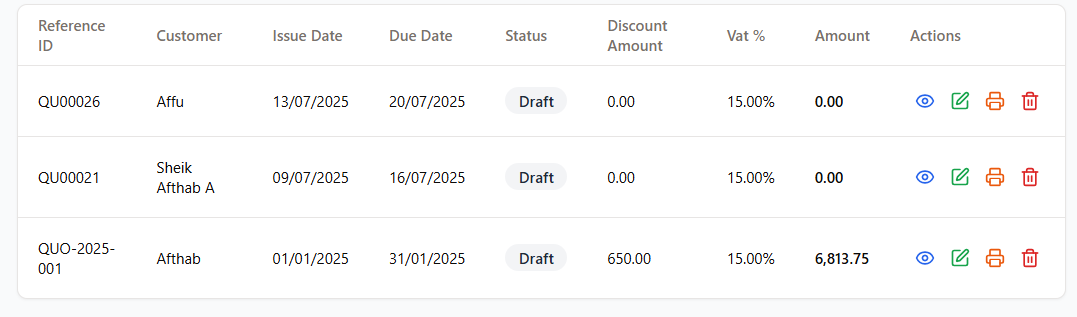 Reference ID Customer Issue Date Due Date Status Discount Amount Vat % Amount Actions
QU00026 Affu 13/07/2025 20/07/2025 Draft 0.00 15.00% 0.00
QU00021 Sheik Afthab A 09/07/2025 16/07/2025 Draft 0.00 15.00% 0.00
QUO-2025-001 Afthab 01/01/2025 31/01/2025 Draft 650.00 15.00% 6,813.75